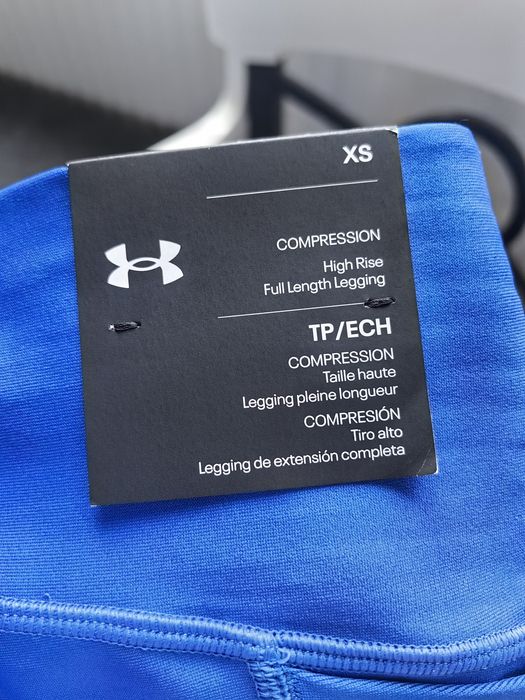 XS
COMPRESSION
High Rise
Full Length Legging
TP/ECH
COMPRESSION
Taille haute
Legging pleine longueur
COMPRESIÓN
Tiro alto
Legging de extensión completa